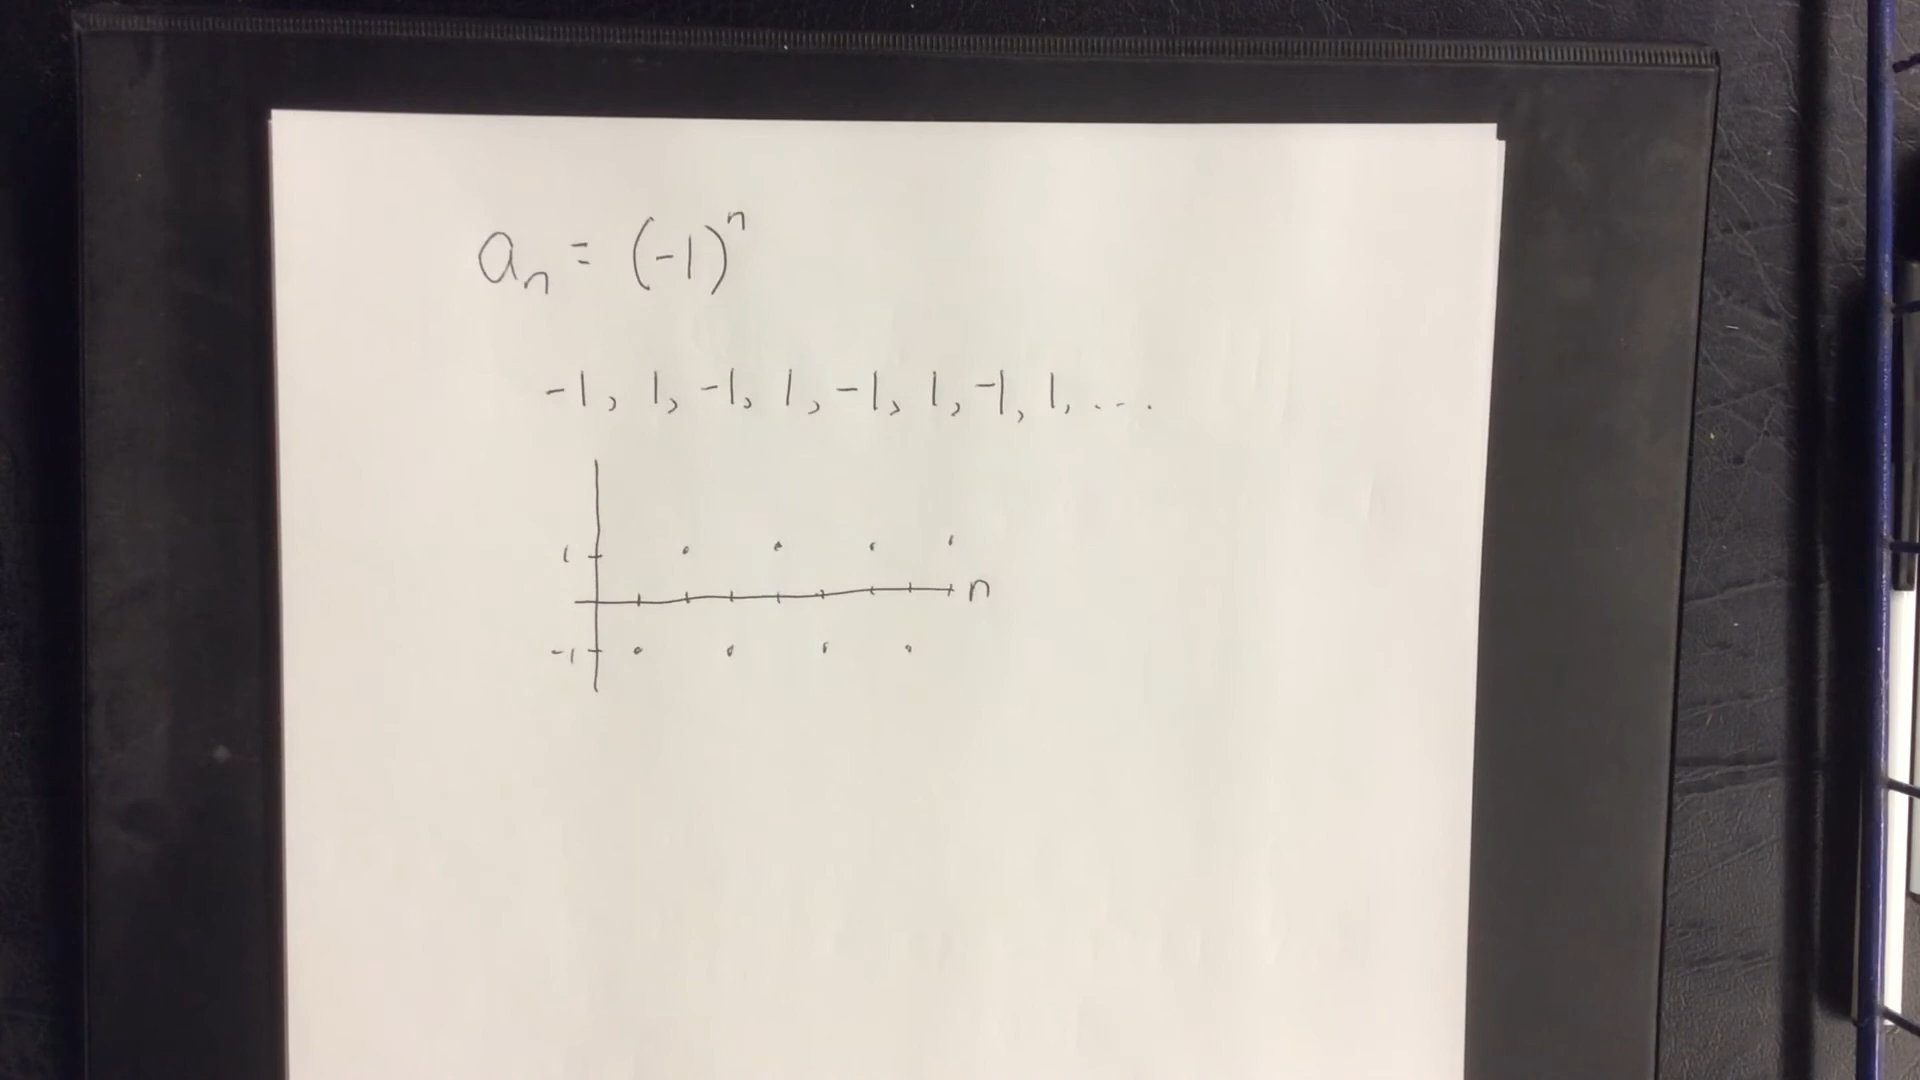 aₙ = (-1)ⁿ
-1, 1, -1, 1, -1, 1, -1, 1, ...
1
n
-1